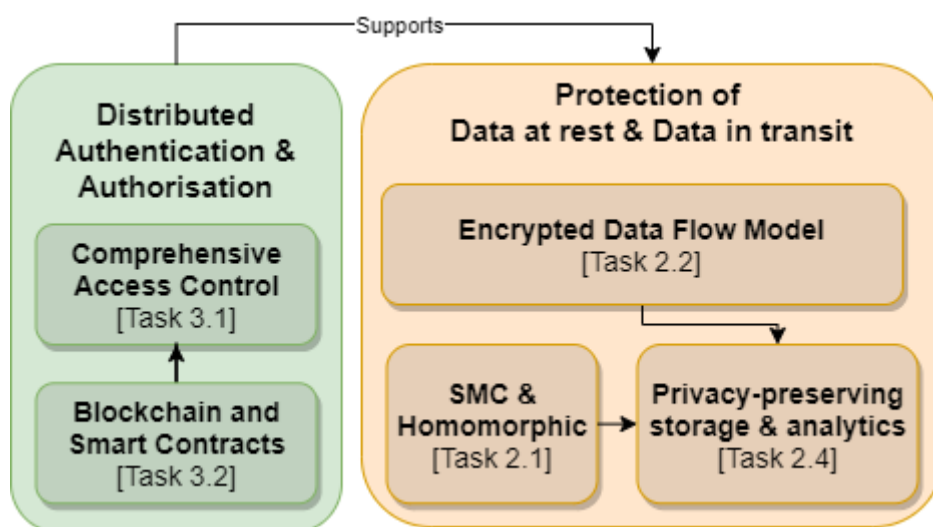 Supports
Distributed
Authentication &
Authorisation
Comprehensive
Access Control
[Task 3.1]
Blockchain and
Smart Contracts
[Task 3.2]
Protection of
Data at rest & Data in transit
Encrypted Data Flow Model
[Task 2.2]
SMC &
Homomorphic
[Task 2.1]
Privacy-preserving
storage & analytics
[Task 2.4]